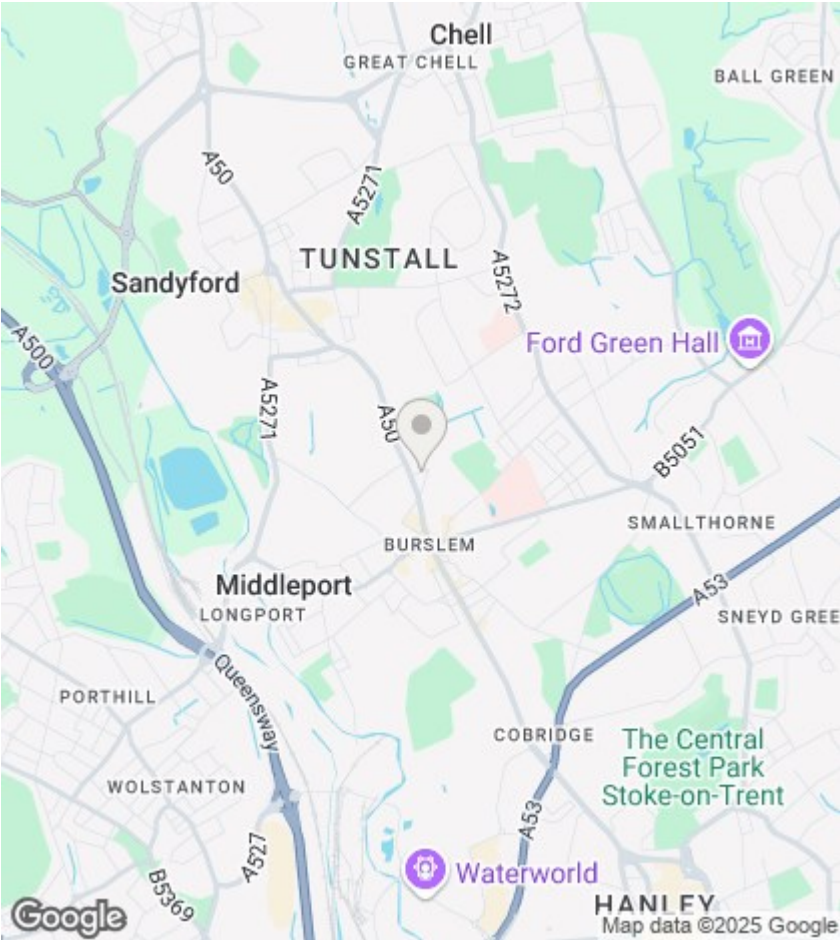 Chell
GREAT CHELL
BALL GREEN
A50
A5271
TUNSTALL
A5272
Sandyford
A500
Ford Green Hall
A5271
A50
B5051
SMALLTHORNE
BURSLEM
Middleport
LONGPORT
A53
SNEYD GREE
Queensway
PORTHILL
COBRIDGE
The Central
Forest Park
Stoke-on-Trent
WOLSTANTON
A53
A527
B5369
Waterworld
HANLEY
Google
Map data ©2025 Google